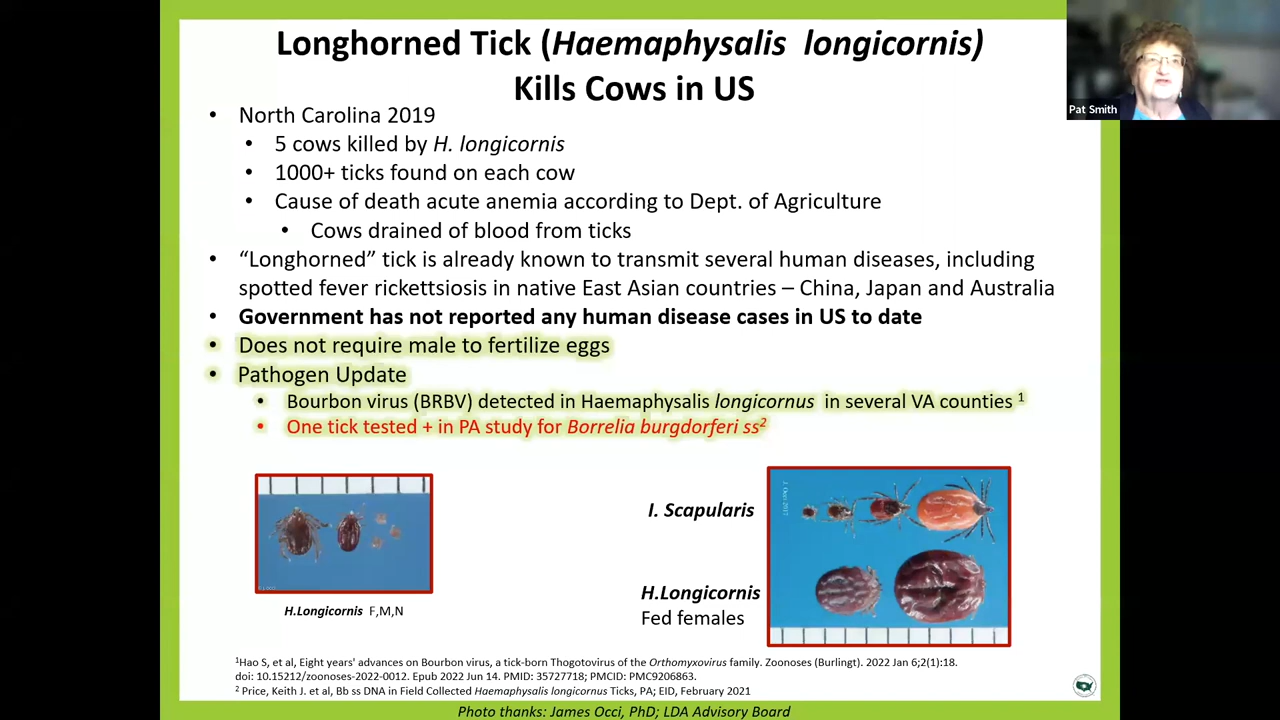 Longhorned Tick (Haemaphysalis longicornis)
Kills Cows in US
Pat Smith
• North Carolina 2019
• 5 cows killed by H. longicornis
• 1000+ ticks found on each cow
• Cause of death acute anemia according to Dept. of Agriculture
• Cows drained of blood from ticks
• “Longhorned” tick is already known to transmit several human diseases, including
spotted fever rickettsiosis in native East Asian countries – China, Japan and Australia
• Government has not reported any human disease cases in US to date
• Does not require male to fertilize eggs
• Pathogen Update
• Bourbon virus (BRBV) detected in Haemaphysalis longicornus in several VA counties 1
• One tick tested + in PA study for Borrelia burgdorferi ss2
I. Scapularis
J. Occi 2017
H.Longicornis
Fed females
H.Longicornis F,M,N
1Hao S, et al, Eight years' advances on Bourbon virus, a tick-born Thogotovirus of the Orthomyxovirus family. Zoonoses (Burlingt). 2022 Jan 6;2(1):18.
doi: 10.15212/zoonoses-2022-0012. Epub 2022 Jun 14. PMID: 35727718; PMCID: PMC9206863.
2 Price, Keith J. et al, Bb ss DNA in Field Collected Haemaphysalis longicornus Ticks, PA; EID, February 2021
Photo thanks: James Occi, PhD; LDA Advisory Board